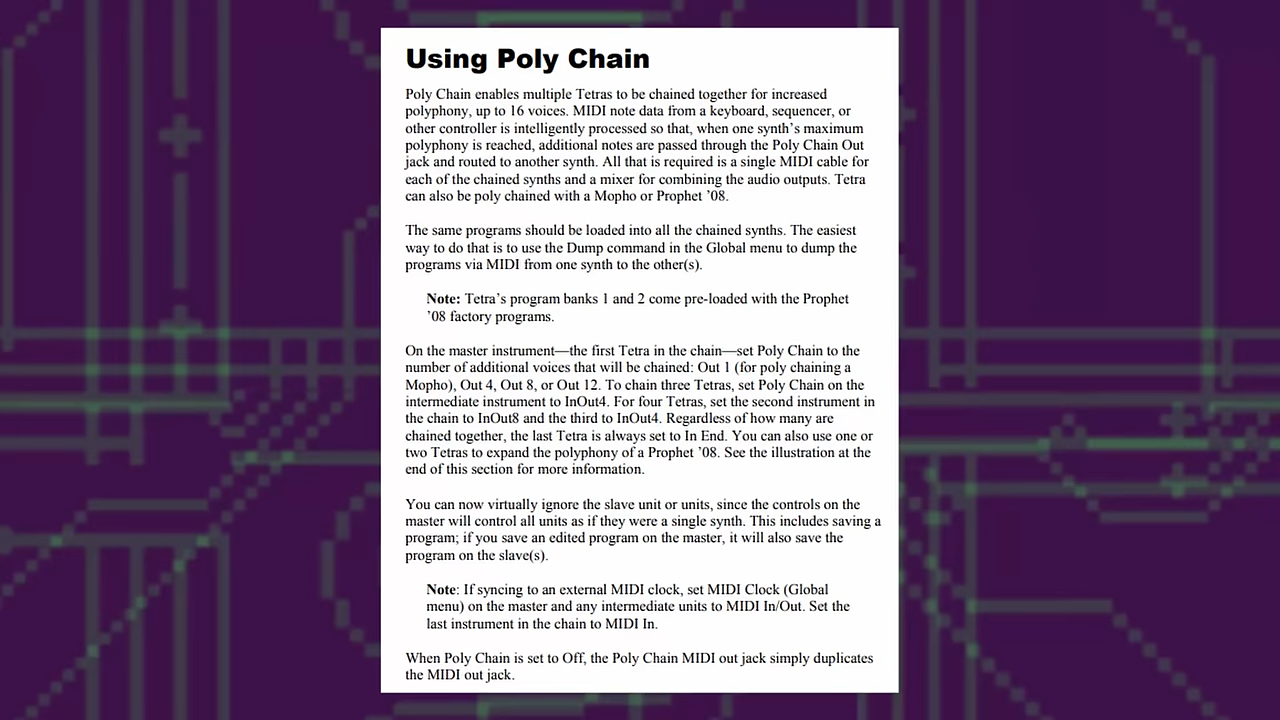 Using Poly Chain
Poly Chain enables multiple Tetras to be chained together for increased
polyphony, up to 16 voices. MIDI note data from a keyboard, sequencer, or
other controller is intelligently processed so that, when one synth’s maximum
polyphony is reached, additional notes are passed through the Poly Chain Out
jack and routed to another synth. All that is required is a single MIDI cable for
each of the chained synths and a mixer for combining the audio outputs. Tetra
can also be poly chained with a Mopho or Prophet ’08.
The same programs should be loaded into all the chained synths. The easiest
way to do that is to use the Dump command in the Global menu to dump the
programs via MIDI from one synth to the other(s).
Note: Tetra’s program banks 1 and 2 come pre-loaded with the Prophet
’08 factory programs.
On the master instrument—the first Tetra in the chain—set Poly Chain to the
number of additional voices that will be chained: Out 1 (for poly chaining a
Mopho), Out 4, Out 8, or Out 12. To chain three Tetras, set Poly Chain on the
intermediate instrument to InOut4. For four Tetras, set the second instrument in
the chain to InOut8 and the third to InOut4. Regardless of how many are
chained together, the last Tetra is always set to In End. You can also use one or
two Tetras to expand the polyphony of a Prophet ’08. See the illustration at the
end of this section for more information.
You can now virtually ignore the slave unit or units, since the controls on the
master will control all units as if they were a single synth. This includes saving a
program; if you save an edited program on the master, it will also save the
program on the slave(s).
Note: If syncing to an external MIDI clock, set MIDI Clock (Global
menu) on the master and any intermediate units to MIDI In/Out. Set the
last instrument in the chain to MIDI In.
When Poly Chain is set to Off, the Poly Chain MIDI out jack simply duplicates
the MIDI out jack.